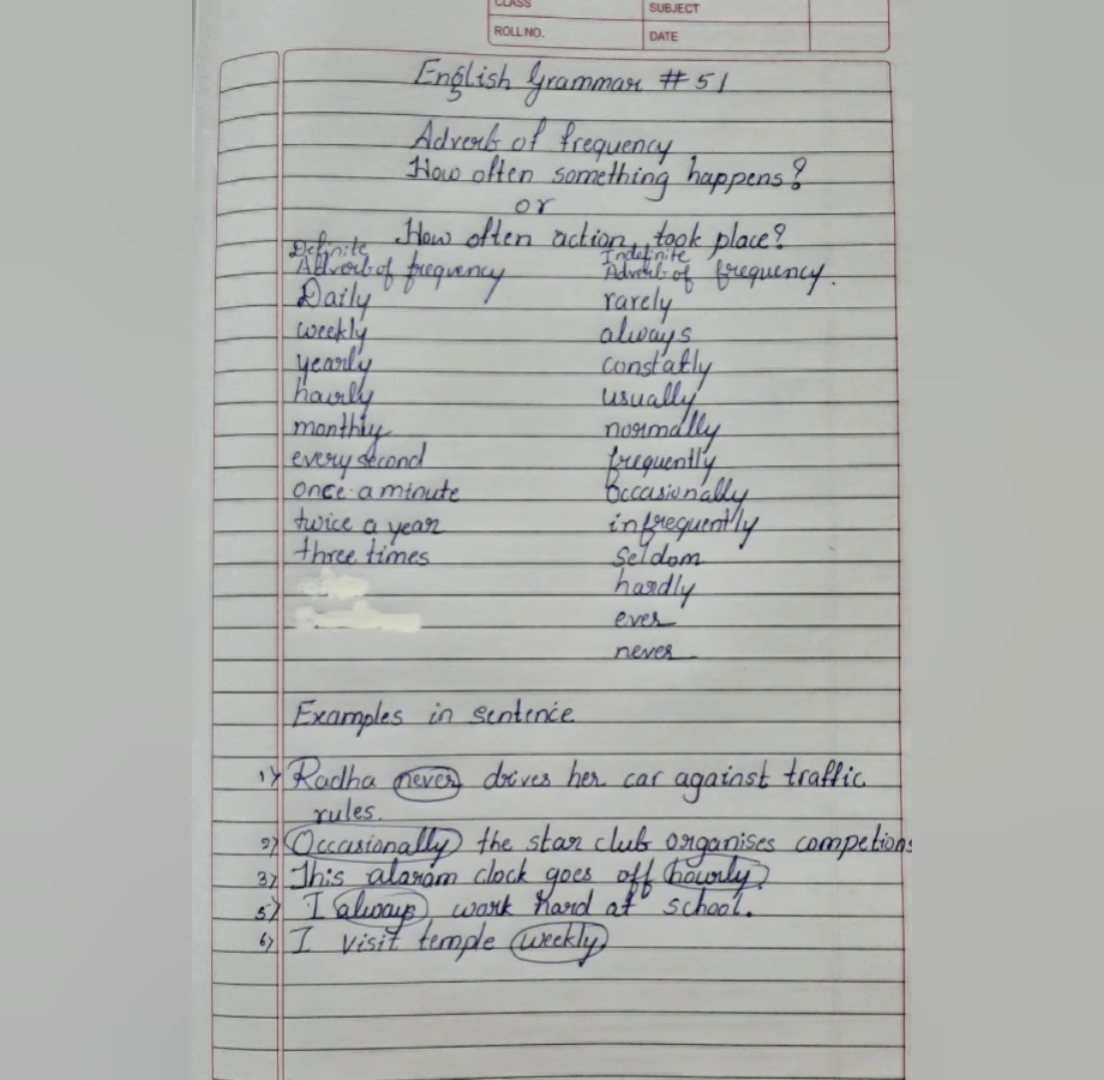 CLASS SUBJECT
ROLL NO. DATE
English Grammar # 51
Adverb of frequency
How often something happens?
or
How often action, took place?
Definite Indefinite
Adverb of frequency Adverb of frequency.
Daily rarely
weekly always
yearly constatly
hourly usually
monthly normally
every second frequently
once a minute Occasionally
twice a year infrequently
three times Seldom
hardly
ever
never
Examples in sentence
1) Radha never drives her car against traffic
rules.
2) Occasionally the star club organises competions
3) This alaram clock goes off hourly.
5) I always work hard at school.
6) I visit temple weekly